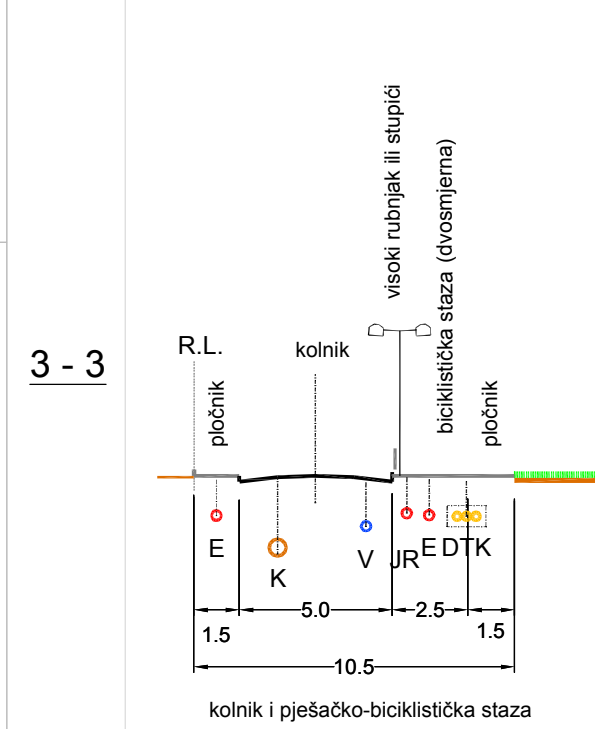 3 - 3
R.L.
pločnik
kolnik
visoki rubnjak ili stupići
biciklistička staza (dvosmjerna)
pločnik
E
K
V
JR
E
DTK
1.5
5.0
2.5
1.5
10.5
kolnik i pješačko-biciklistička staza